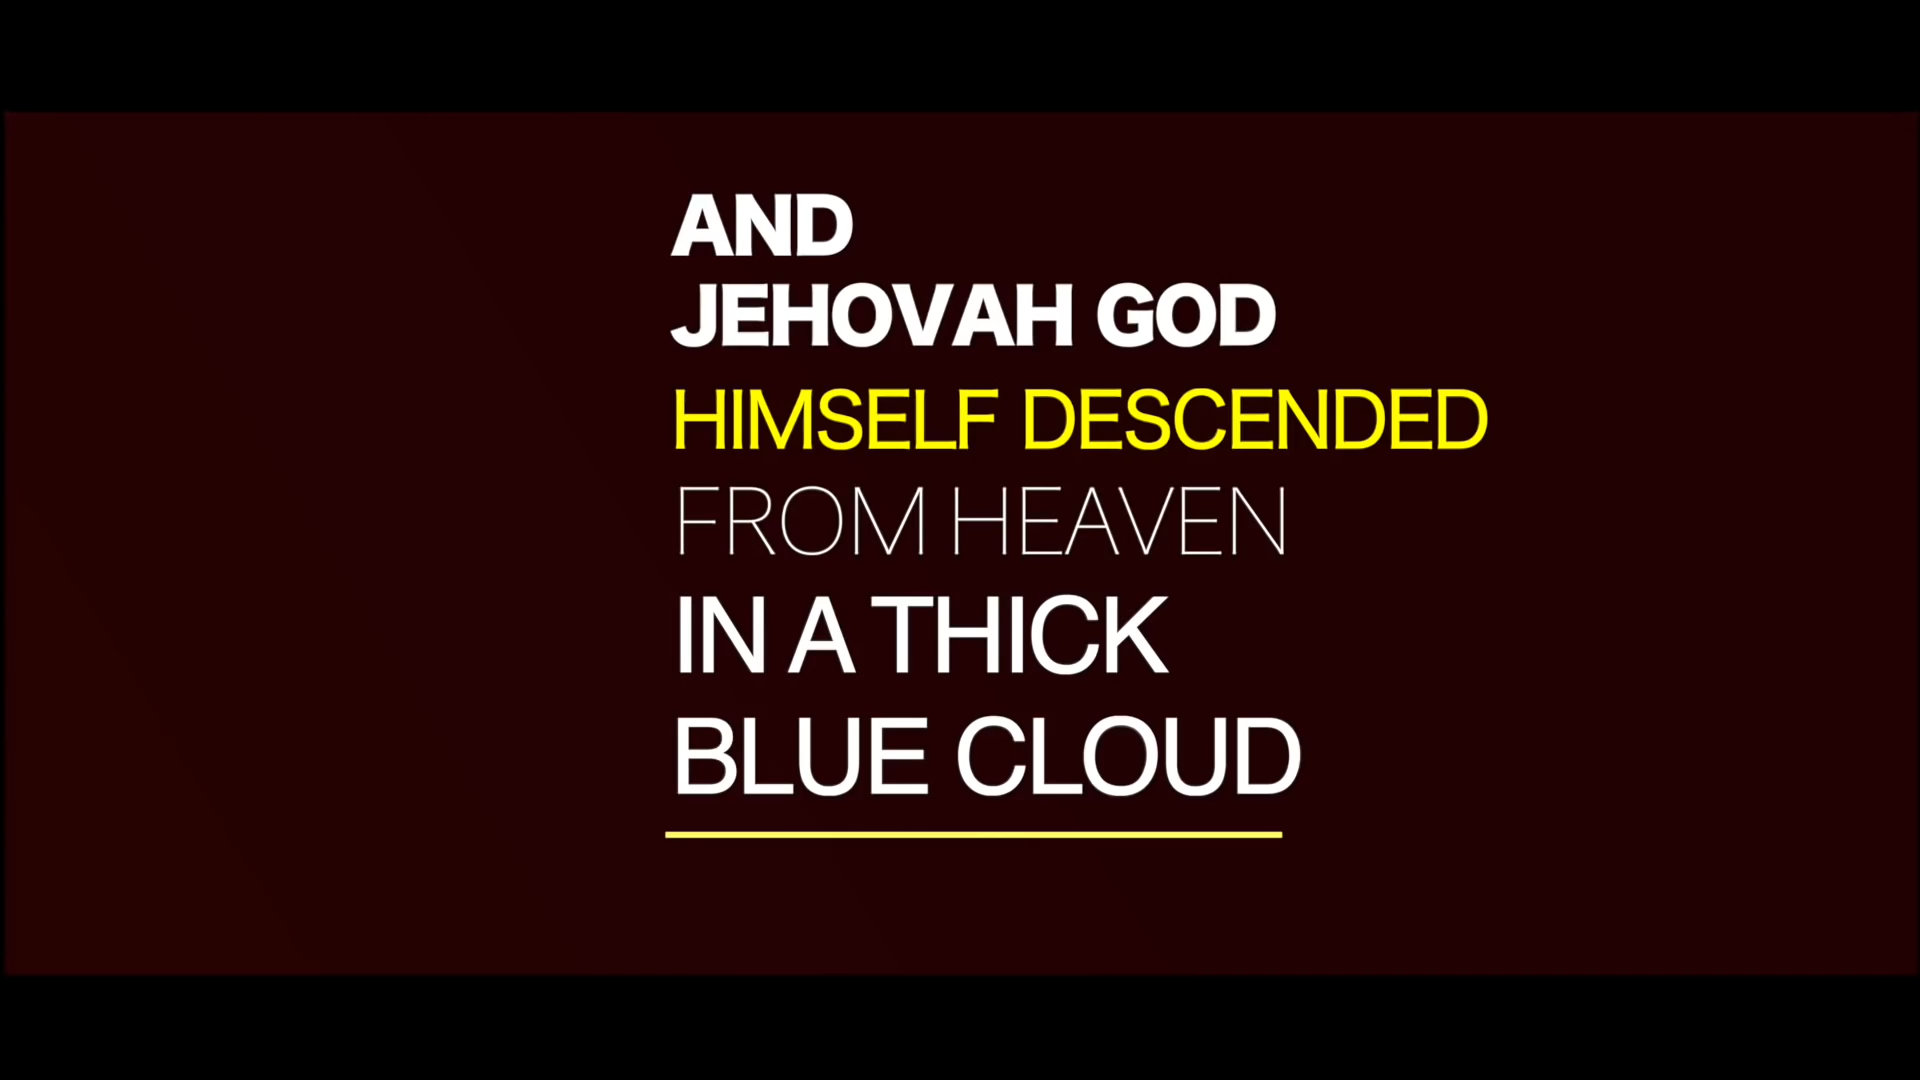 AND
JEHOVAH GOD
HIMSELF DESCENDED
FROM HEAVEN
IN A THICK
BLUE CLOUD